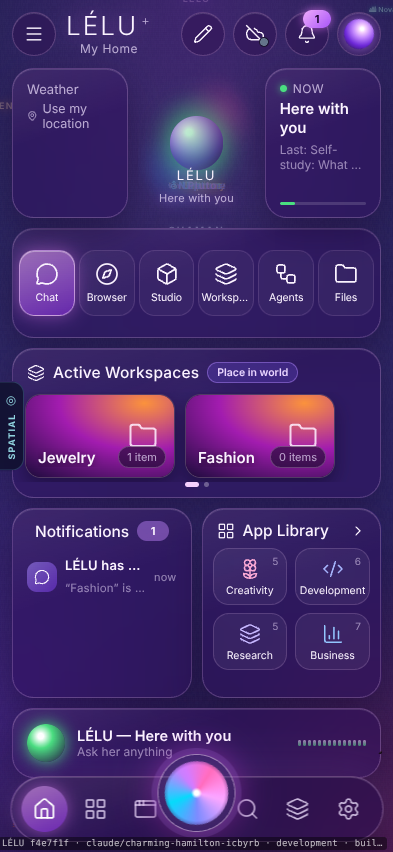 LÉLU +
My Home
1
Weather
Use my
location
LÉLU
Here with you
NOW
Here with
you
Last: Self-
study: What ...
Chat
Browser
Studio
Worksp...
Agents
Files
Active Workspaces
Place in world
SPATIAL
Jewelry
1 item
Fashion
0 items
Notifications
1
LÉLU has ...
now
“Fashion” is ...
App Library
5
Creativity
6
Development
5
Research
7
Business
LÉLU — Here with you
Ask her anything
LÉLU f4e7f1f · claude/charming-hamilton-icbyrb · development · buil…